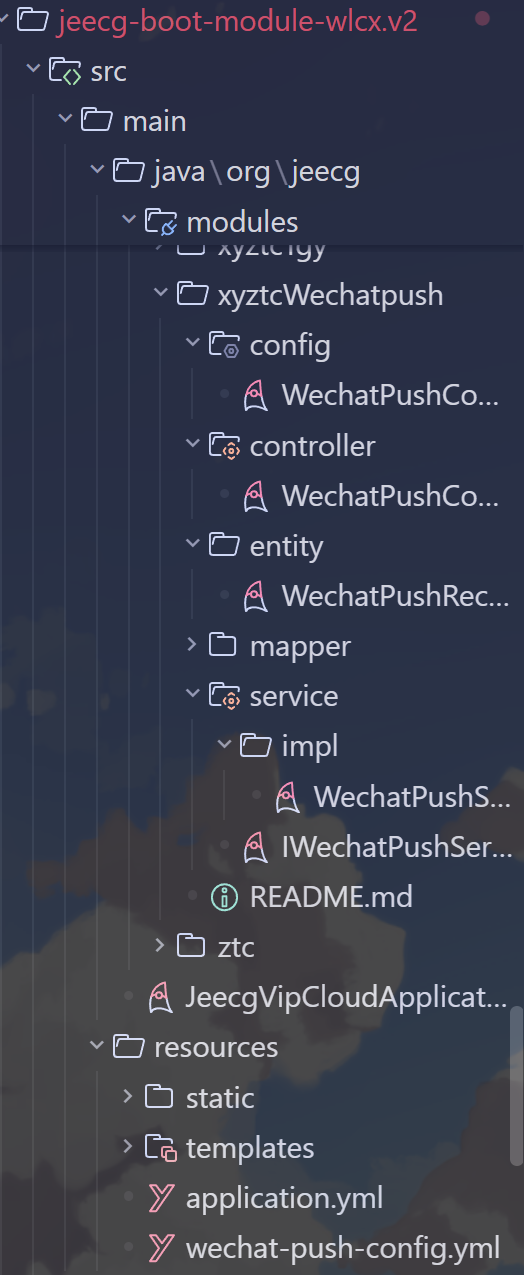 jeecg-boot-module-wlcx.v2
src
main
java\org\jeecg
modules
xyztcWechatpush
config
WechatPushCo...
controller
WechatPushCo...
entity
WechatPushRec...
mapper
service
impl
WechatPushS...
IWechatPushSer...
README.md
ztc
JeecgVipCloudApplicat...
resources
static
templates
application.yml
wechat-push-config.yml